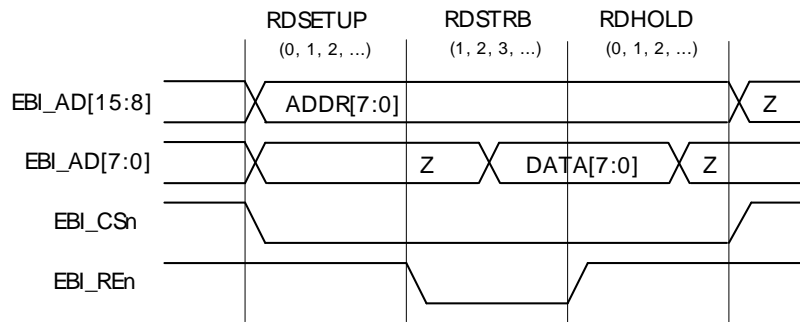 RDSETUP RDSTRB RDHOLD
(0, 1, 2, ...) (1, 2, 3, ...) (0, 1, 2, ...)
EBI_AD[15:8] ADDR[7:0] Z
EBI_AD[7:0] Z DATA[7:0] Z
EBI_CSn
EBI_REn